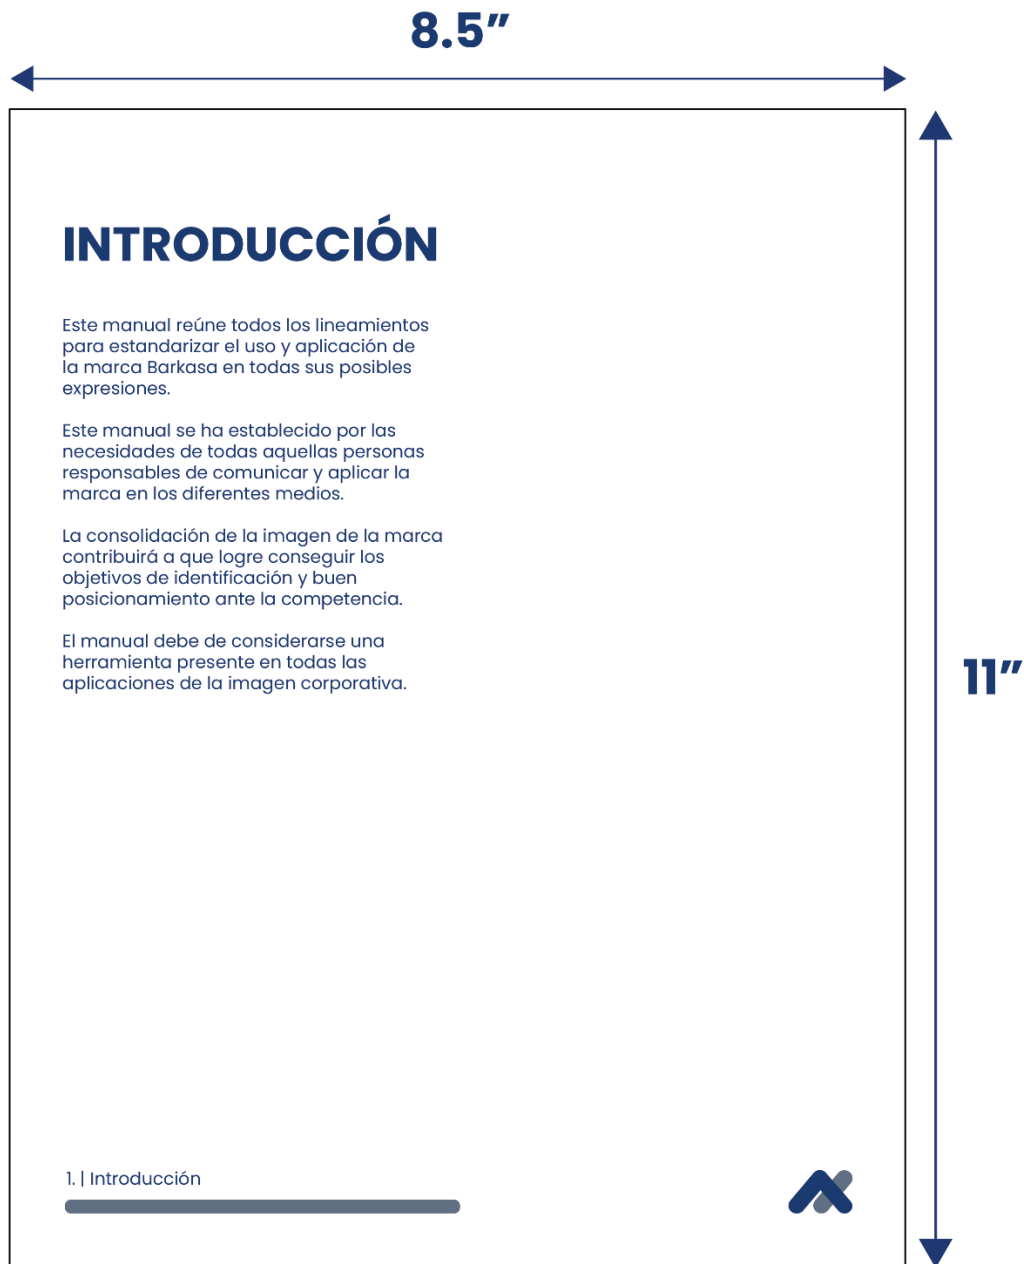 8.5”
INTRODUCCIÓN
Este manual reúne todos los lineamientos
para estandarizar el uso y aplicación de
la marca Barkasa en todas sus posibles
expresiones.
Este manual se ha establecido por las
necesidades de todas aquellas personas
responsables de comunicar y aplicar la
marca en los diferentes medios.
La consolidación de la imagen de la marca
contribuirá a que logre conseguir los
objetivos de identificación y buen
posicionamiento ante la competencia.
El manual debe de considerarse una
herramienta presente en todas las
aplicaciones de la imagen corporativa.
11”
1. | Introducción